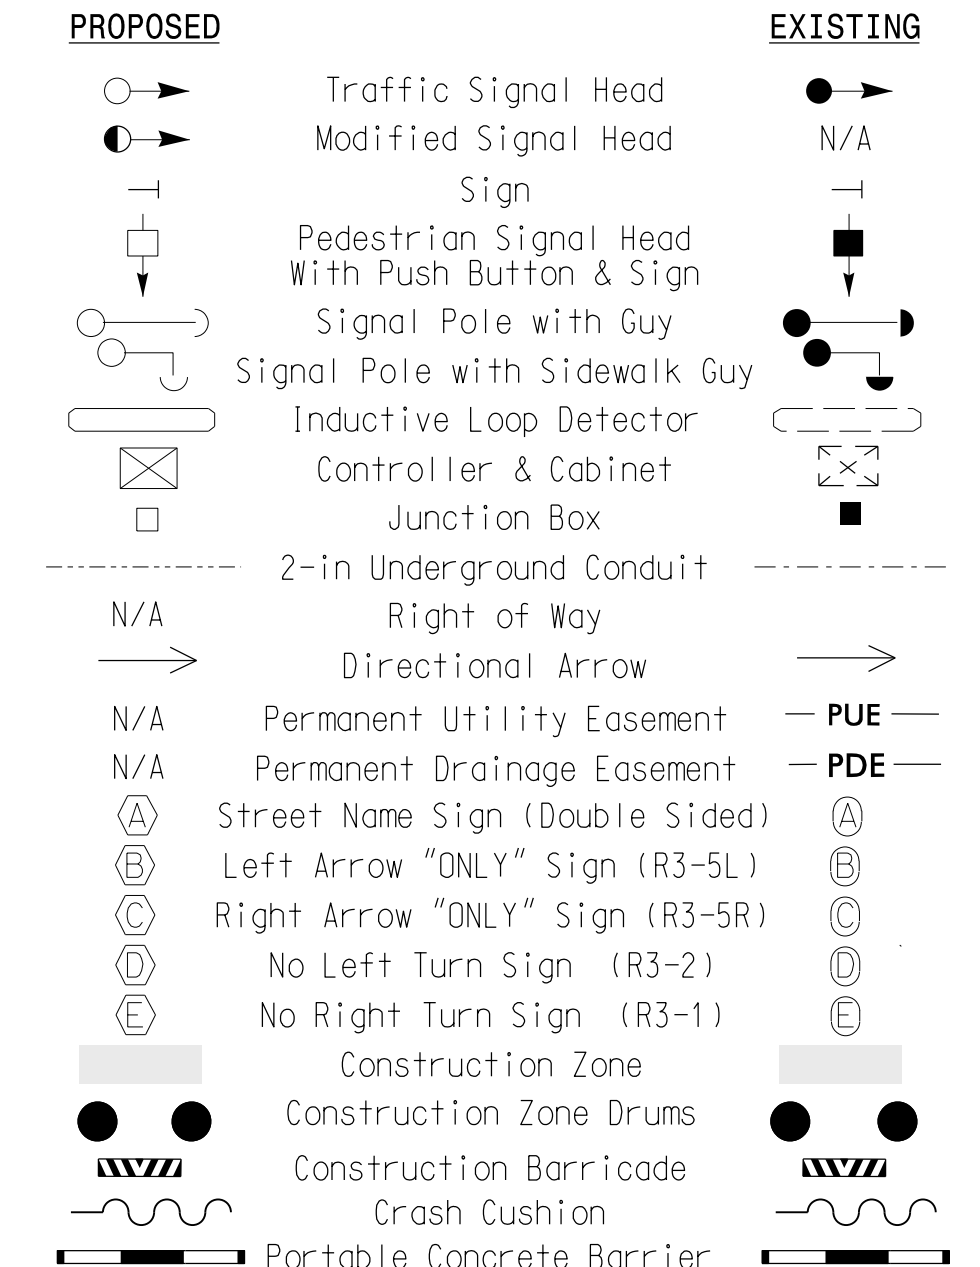 PROPOSED EXISTING
Traffic Signal Head
Modified Signal Head N/A
Sign
Pedestrian Signal Head
With Push Button & Sign
Signal Pole with Guy
Signal Pole with Sidewalk Guy
Inductive Loop Detector
Controller & Cabinet
Junction Box
2-in Underground Conduit
N/A Right of Way
Directional Arrow
N/A Permanent Utility Easement PUE
N/A Permanent Drainage Easement PDE
A Street Name Sign (Double Sided) A
B Left Arrow "ONLY" Sign (R3-5L) B
C Right Arrow "ONLY" Sign (R3-5R) C
D No Left Turn Sign (R3-2) D
E No Right Turn Sign (R3-1) E
Construction Zone
Construction Zone Drums
Construction Barricade
Crash Cushion
Portable Concrete Barrier